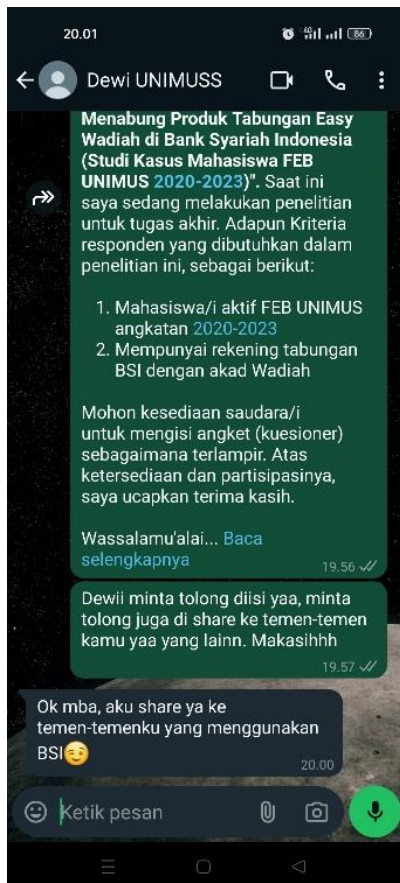 20.01
4G
86
Dewi UNIMUSS
Menabung Produk Tabungan Easy
Wadiah di Bank Syariah Indonesia
(Studi Kasus Mahasiswa FEB
UNIMUS 2020-2023)". Saat ini
saya sedang melakukan penelitian
untuk tugas akhir. Adapun Kriteria
responden yang dibutuhkan dalam
penelitian ini, sebagai berikut:
1. Mahasiswa/i aktif FEB UNIMUS
angkatan 2020-2023
2. Mempunyai rekening tabungan
BSI dengan akad Wadiah
Mohon kesediaan saudara/i
untuk mengisi angket (kuesioner)
sebagaimana terlampir. Atas
ketersediaan dan partisipasinya,
saya ucapkan terima kasih.
Wassalamu'alai... Baca
selengkapnya
19.56
Dewii minta tolong diisi yaa, minta
tolong juga di share ke temen-temen
kamu yaa yang lainn. Makasihhh
19.57
Ok mba, aku share ya ke
temen-temenku yang menggunakan
BSI😉
20.00
Ketik pesan